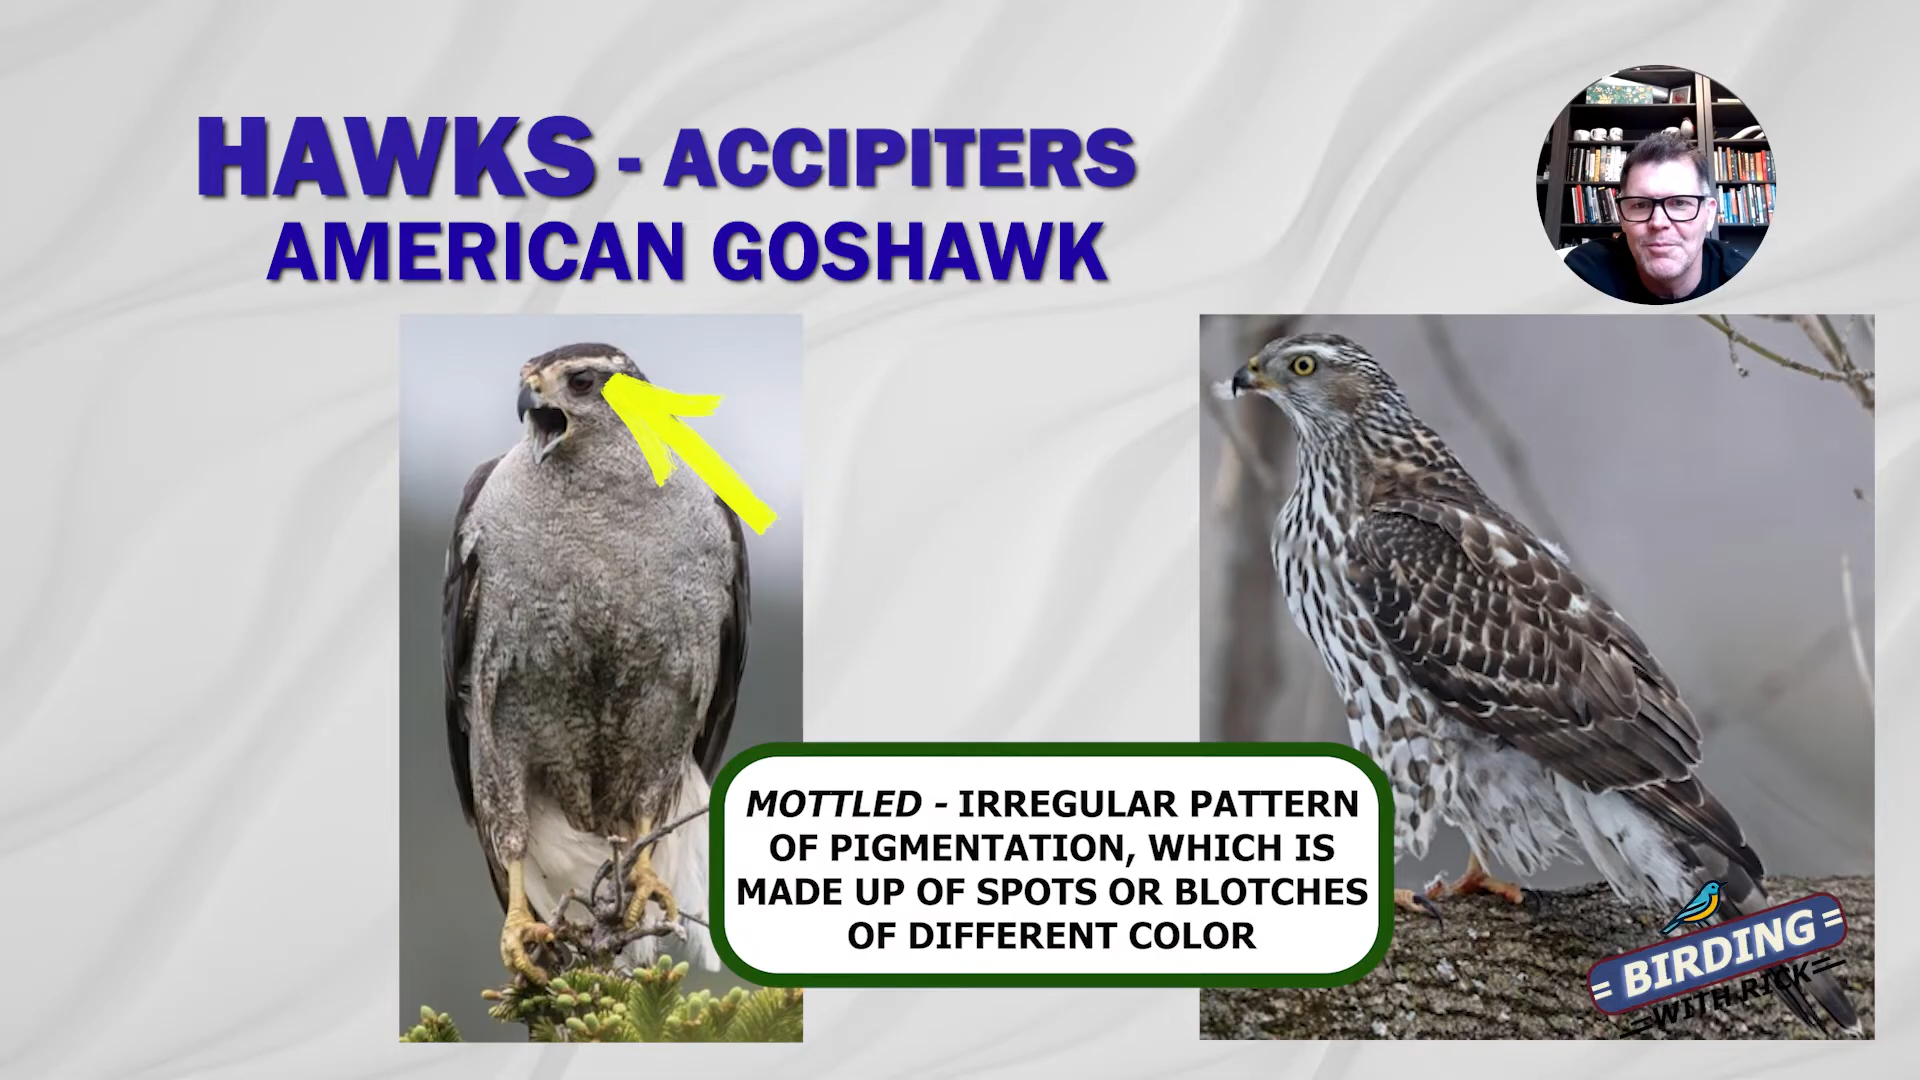 HAWKS - ACCIPITERS
AMERICAN GOSHAWK
MOTTLED - IRREGULAR PATTERN
OF PIGMENTATION, WHICH IS
MADE UP OF SPOTS OR BLOTCHES
OF DIFFERENT COLOR
= BIRDING =
=WITH RICK=